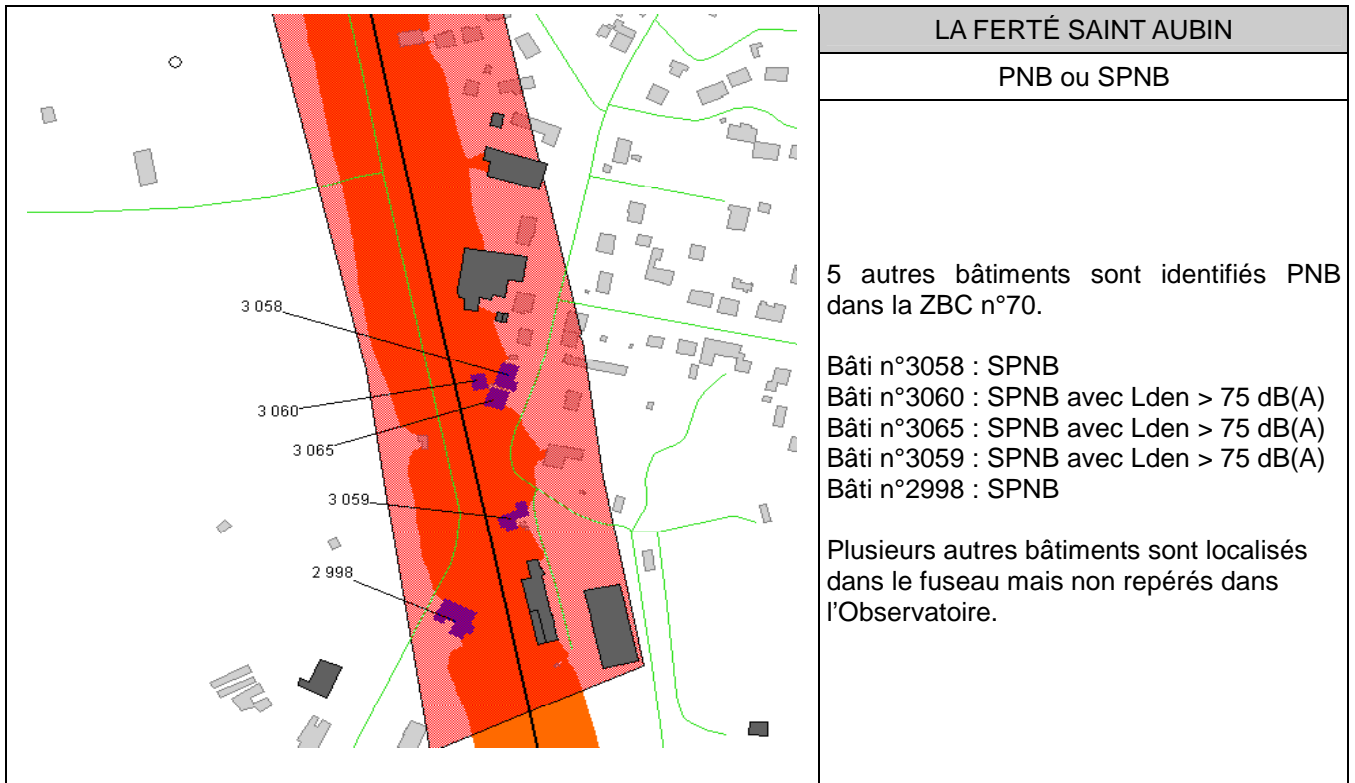 LA FERTÉ SAINT AUBIN
PNB ou SPNB
3 058
3 060
3 065
3 059
2 998
5 autres bâtiments sont identifiés PNB
dans la ZBC n°70.
Bâti n°3058 : SPNB
Bâti n°3060 : SPNB avec Lden > 75 dB(A)
Bâti n°3065 : SPNB avec Lden > 75 dB(A)
Bâti n°3059 : SPNB avec Lden > 75 dB(A)
Bâti n°2998 : SPNB
Plusieurs autres bâtiments sont localisés
dans le fuseau mais non repérés dans
l'Observatoire.